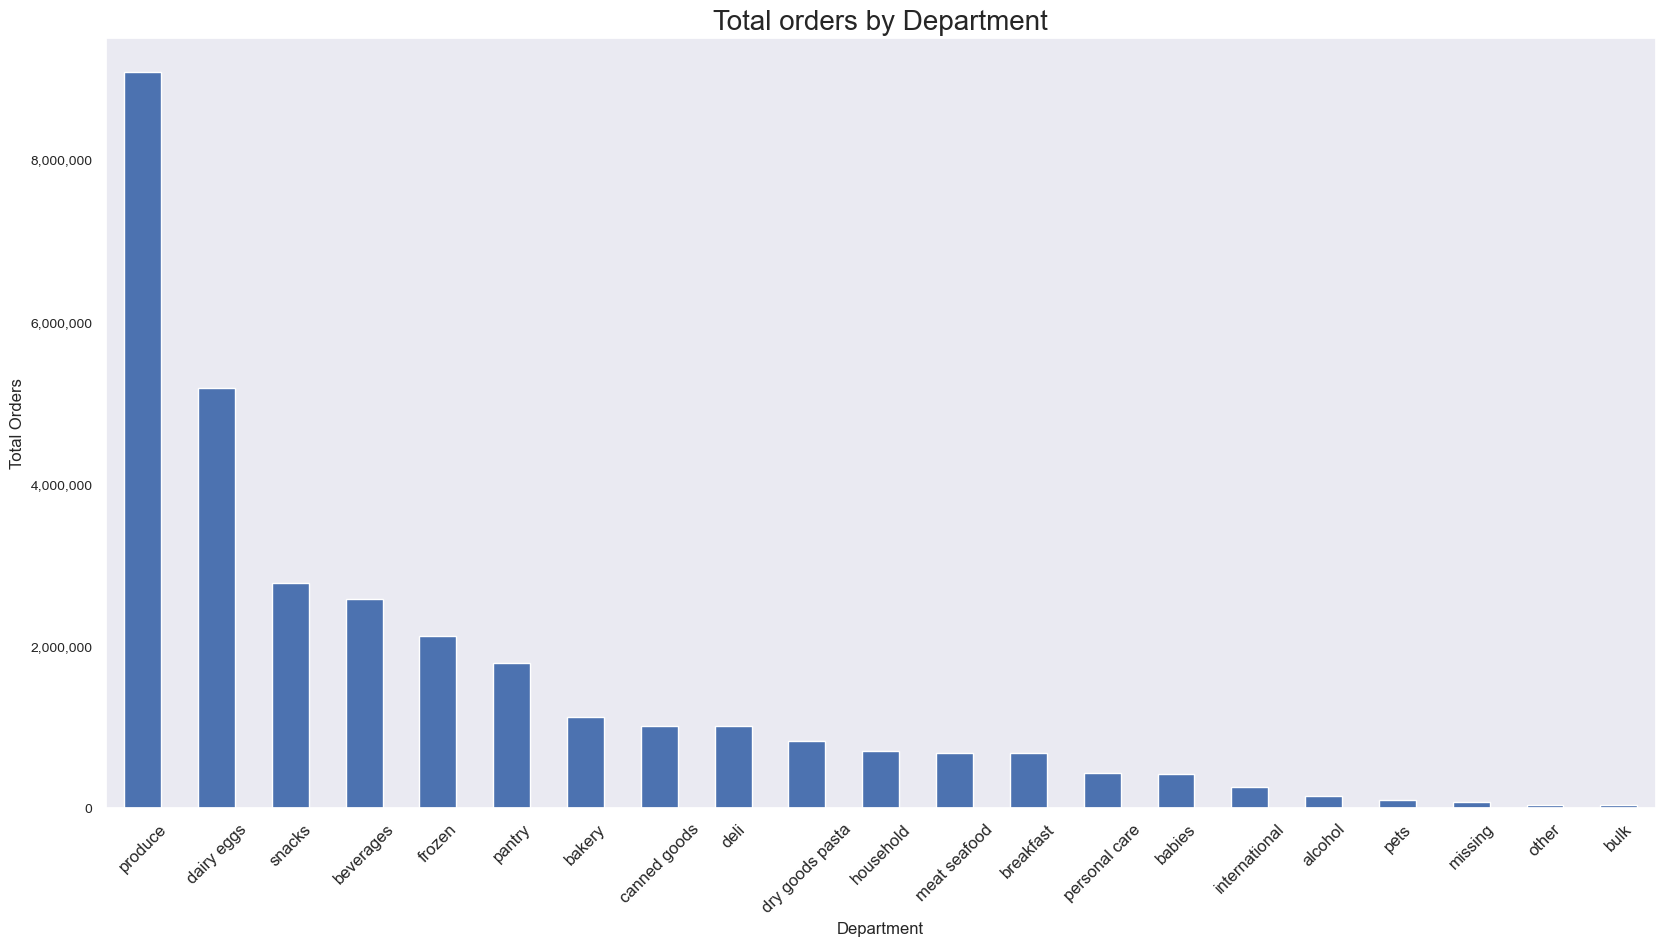 Total orders by Department
8,000,000
6,000,000
4,000,000
2,000,000
0
Total Orders
produce
dairy eggs
snacks
beverages
frozen
pantry
bakery
canned goods
deli
dry goods pasta
household
meat seafood
breakfast
personal care
babies
international
alcohol
pets
missing
other
bulk
Department